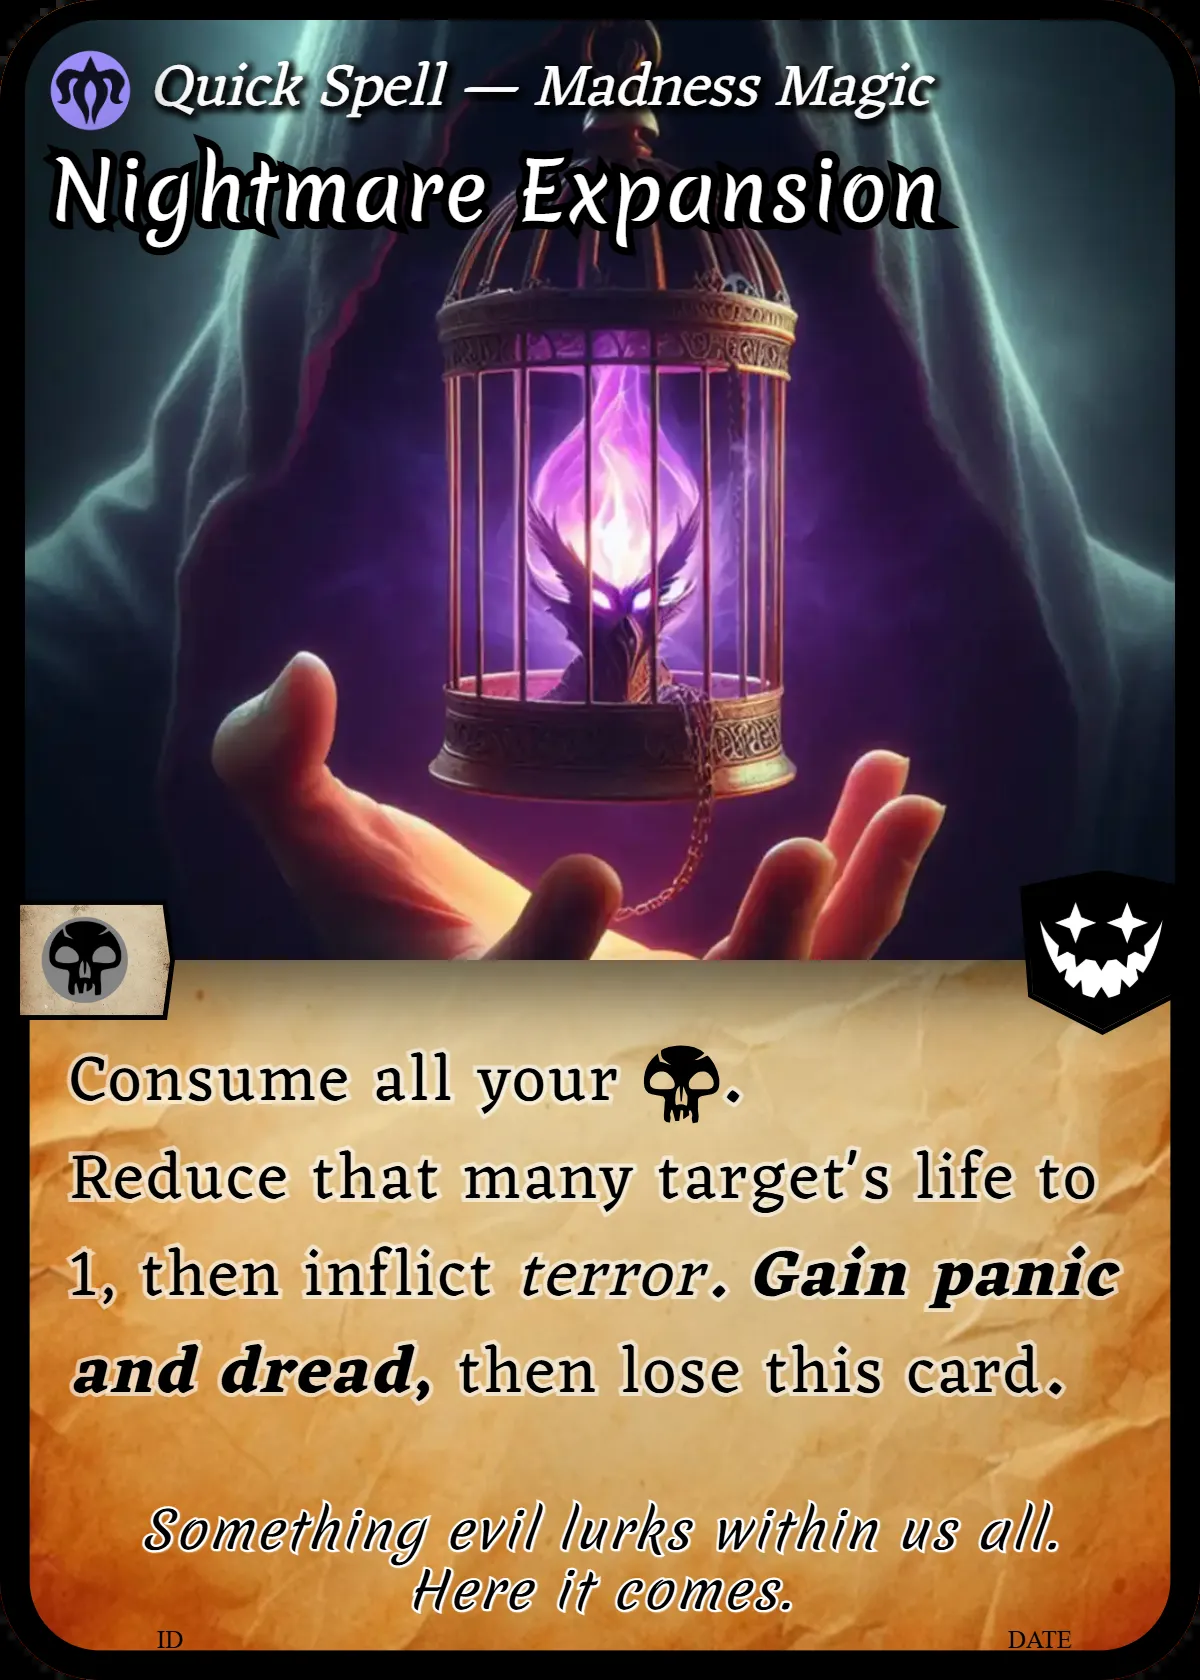 Quick Spell — Madness Magic
Nightmare Expansion
Consume all your .
Reduce that many target's life to
1, then inflict terror. Gain panic
and dread, then lose this card.
Something evil lurks within us all.
Here it comes.
ID DATE